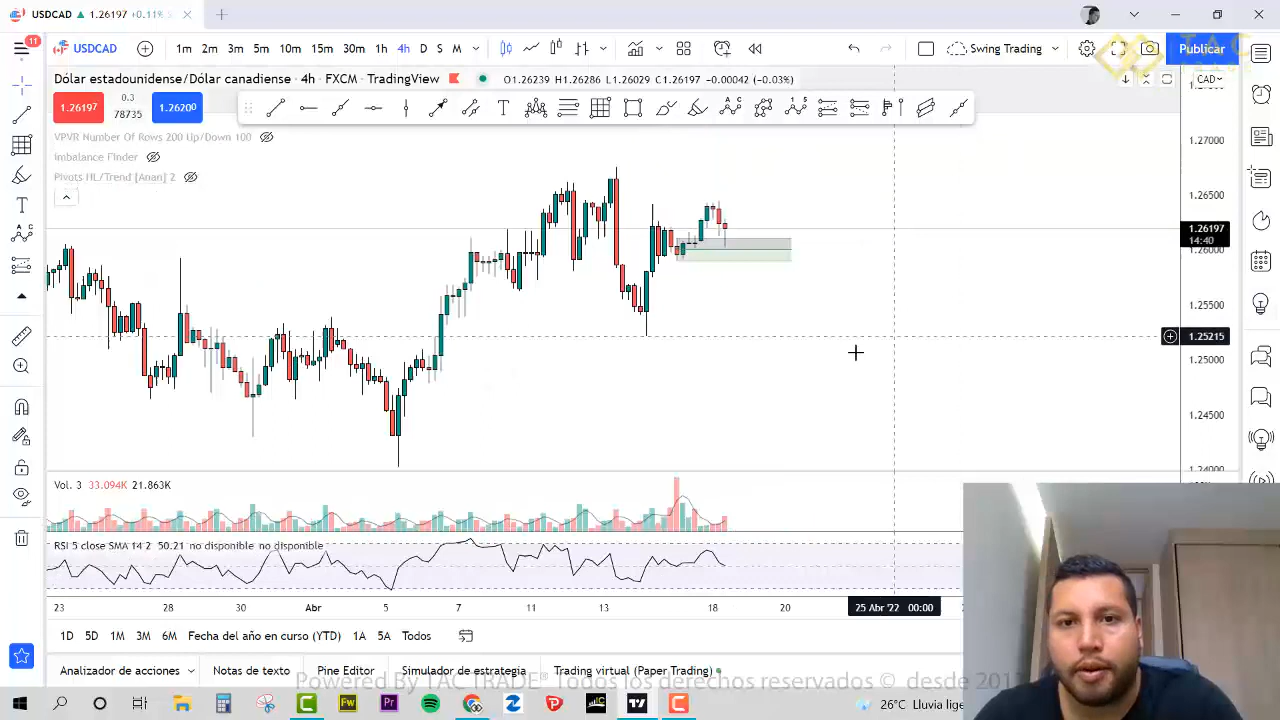 USDCAD 1.26197 +0.11
11
USDCAD 1m 2m 3m 5m 10m 15m 30m 1h 4h D S M Swing Trading Publicar
Dólar estadounidense/Dólar canadiense · 4h · FXCM · TradingView H1.26286 L1.26029 C1.26197 −0.00042 (−0.03%) CAD
1.26197 0.3 78735 1.26200
VPVR Number Of Rows 200 Up/Down 100
Imbalance Finder
Pivots HL/Trend [Anan] 2
1.27000
1.26500
1.26197
14:40
1.26000
1.25500
1.25215
1.25000
1.24500
1.24000
Vol. 3 33.094K 21.863K
RSI 5 close SMA 14 2 50.21 no disponible no disponible
23 28 30 Abr 5 7 11 13 18 20 25 Abr '22 00:00
1D 5D 1M 3M 6M Fecha del año en curso (YTD) 1A 5A Todos
Analizador de acciones Notas de texto Pine Editor Simulador de estrategia Trading virtual (Paper Trading)
Powered By TAC TRADE® Todos los derechos reservados © desde 201
26°C Lluvia lige